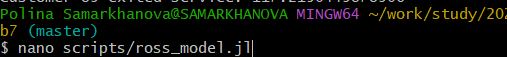 Polina Samarkhanova@SAMARKHANOVA MINGW64 ~/work/study/202
b7 (master)
$ nano scripts/ross_model.jl